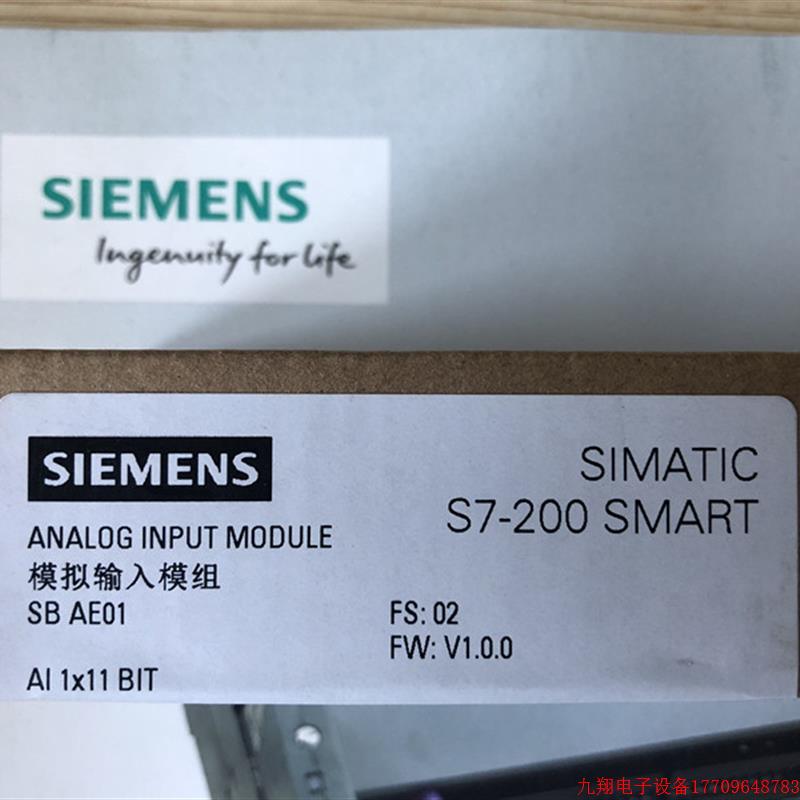 SIEMENS
Ingenuity for life
SIEMENS
SIMATIC
S7-200 SMART
ANALOG INPUT MODULE
模拟输入模组
SB AE01
FS: 02
FW: V1.0.0
AI 1x11 BIT
九翔电子设备17709648783